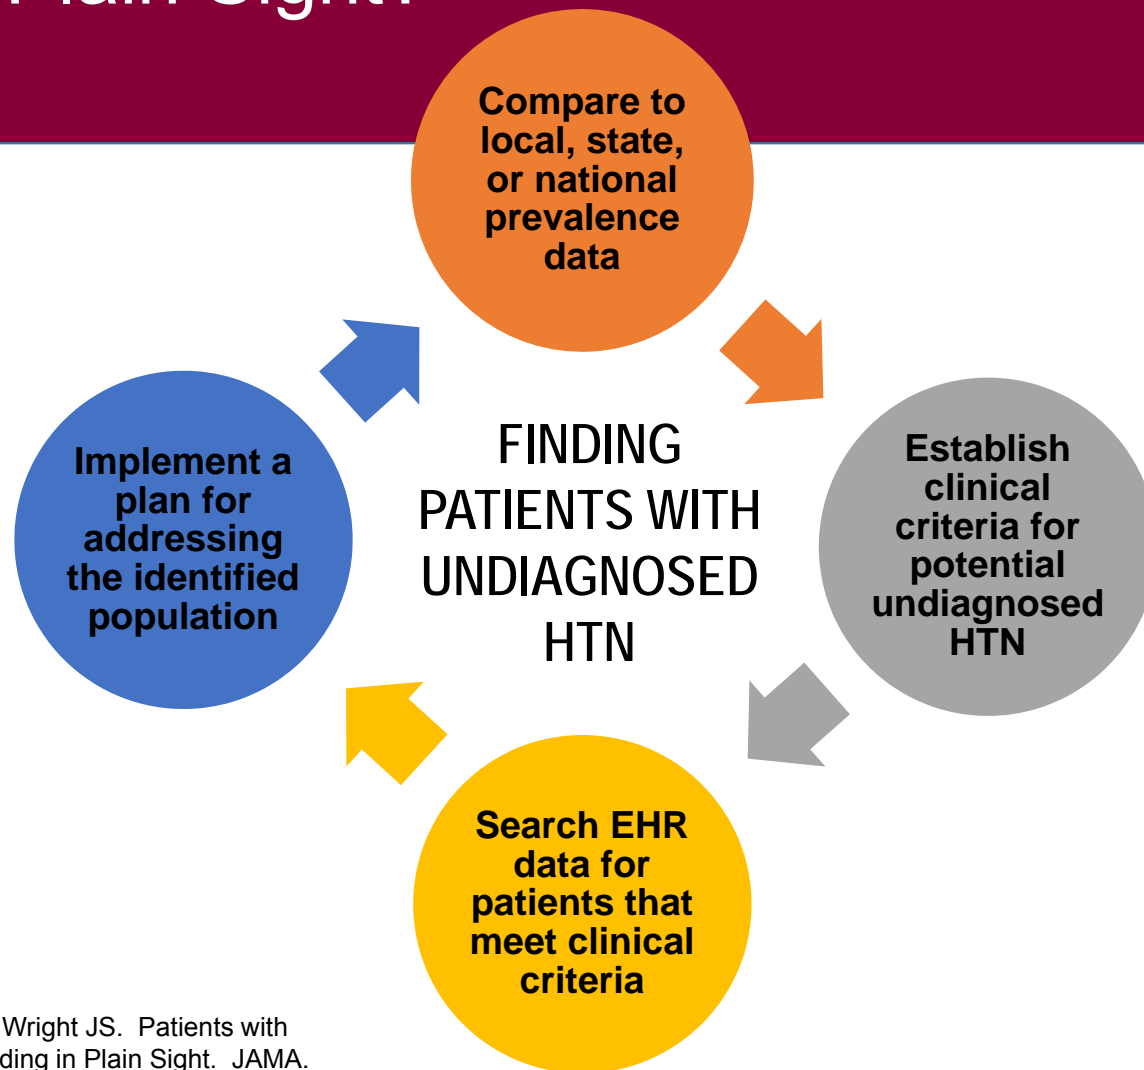 Plain Sight?
Compare to
local, state,
or national
prevalence
data
Establish
clinical
criteria for
potential
undiagnosed
HTN
FINDING
PATIENTS WITH
UNDIAGNOSED
HTN
Implement a
plan for
addressing
the identified
population
Search EHR
data for
patients that
meet clinical
criteria
Wright JS. Patients with
ding in Plain Sight. JAMA.